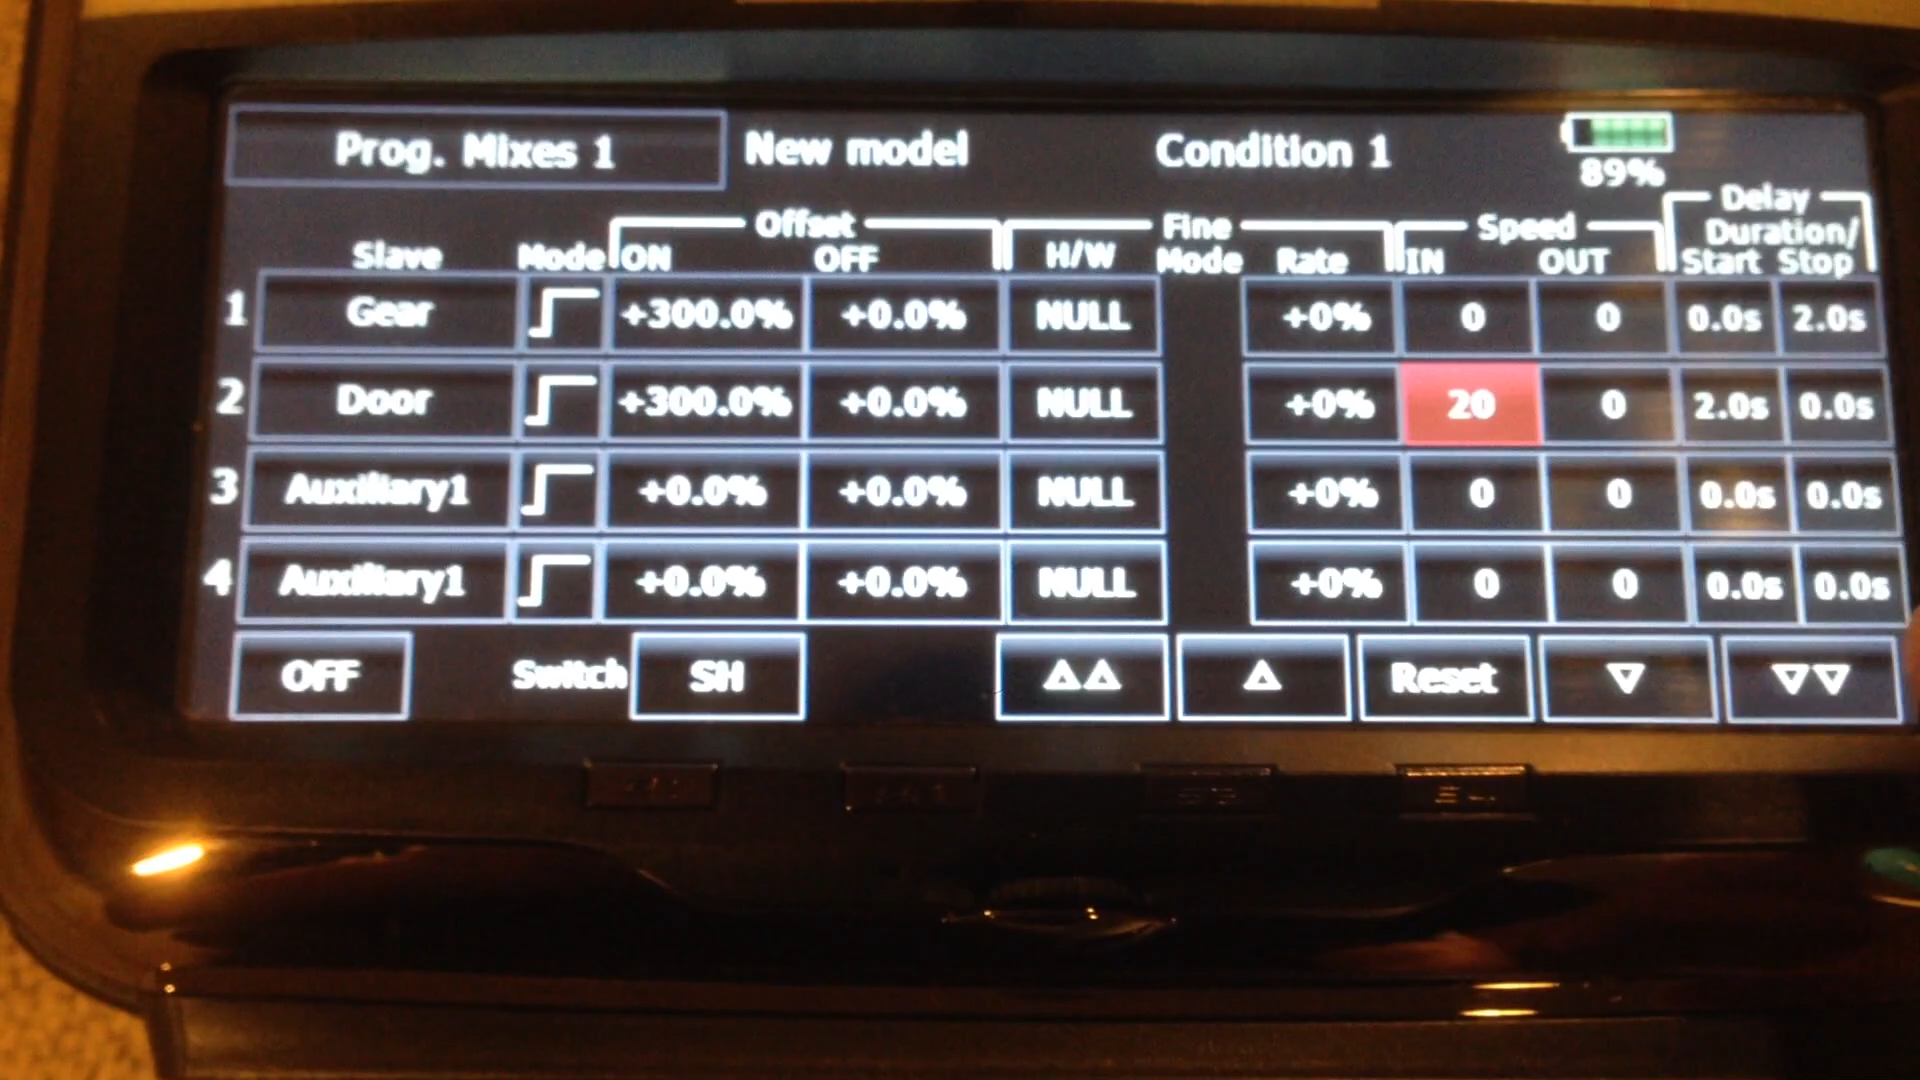 Prog. Mixes 1 New model Condition 1
89%
Delay
Offset Fine Speed Duration/
Slave Mode ON OFF H/W Mode Rate IN OUT Start Stop
1 Gear +300.0% +0.0% NULL +0% 0 0 0.0s 2.0s
2 Door +300.0% +0.0% NULL +0% 20 0 2.0s 0.0s
3 Auxiliary1 +0.0% +0.0% NULL +0% 0 0 0.0s 0.0s
4 Auxiliary1 +0.0% +0.0% NULL +0% 0 0 0.0s 0.0s
OFF Switch SH Reset